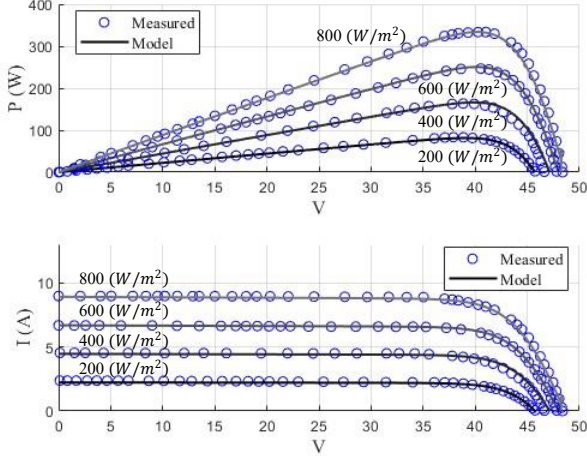 400
300
200
100
0
P (W)
Measured
Model
800 (W/m²)
600 (W/m²)
400 (W/m²)
200 (W/m²)
0 5 10 15 20 25 30 35 40 45 50
V
10
5
0
I (A)
800 (W/m²)
600 (W/m²)
400 (W/m²)
200 (W/m²)
Measured
Model
0 5 10 15 20 25 30 35 40 45 50
V